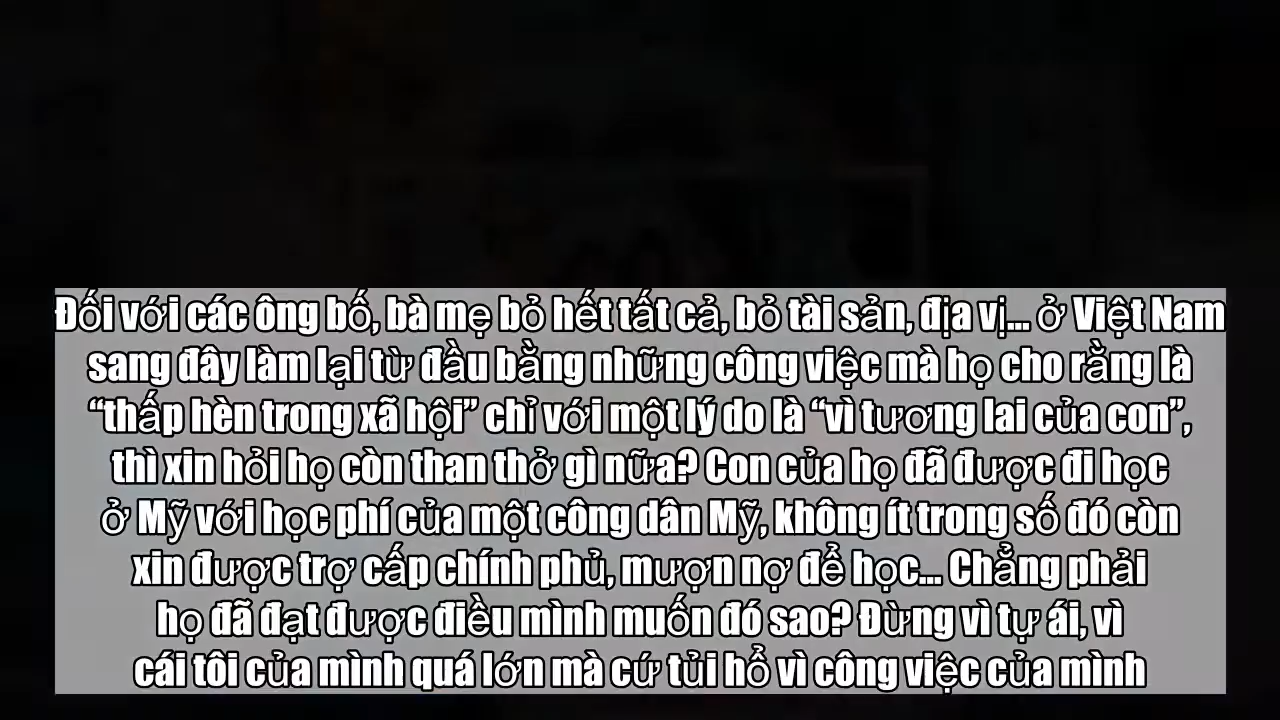 Đối với các ông bố, bà mẹ bỏ hết tất cả, bỏ tài sản, địa vị... ở Việt Nam
sang đây làm lại từ đầu bằng những công việc mà họ cho rằng là
“thấp hèn trong xã hội” chỉ với một lý do là “vì tương lai của con”,
thì xin hỏi họ còn than thở gì nữa? Con của họ đã được đi học
ở Mỹ với học phí của một công dân Mỹ, không ít trong số đó còn
xin được trợ cấp chính phủ, mượn nợ để học... Chẳng phải
họ đã đạt được điều mình muốn đó sao? Đừng vì tự ái, vì
cái tôi của mình quá lớn mà cứ tủi hổ vì công việc của mình